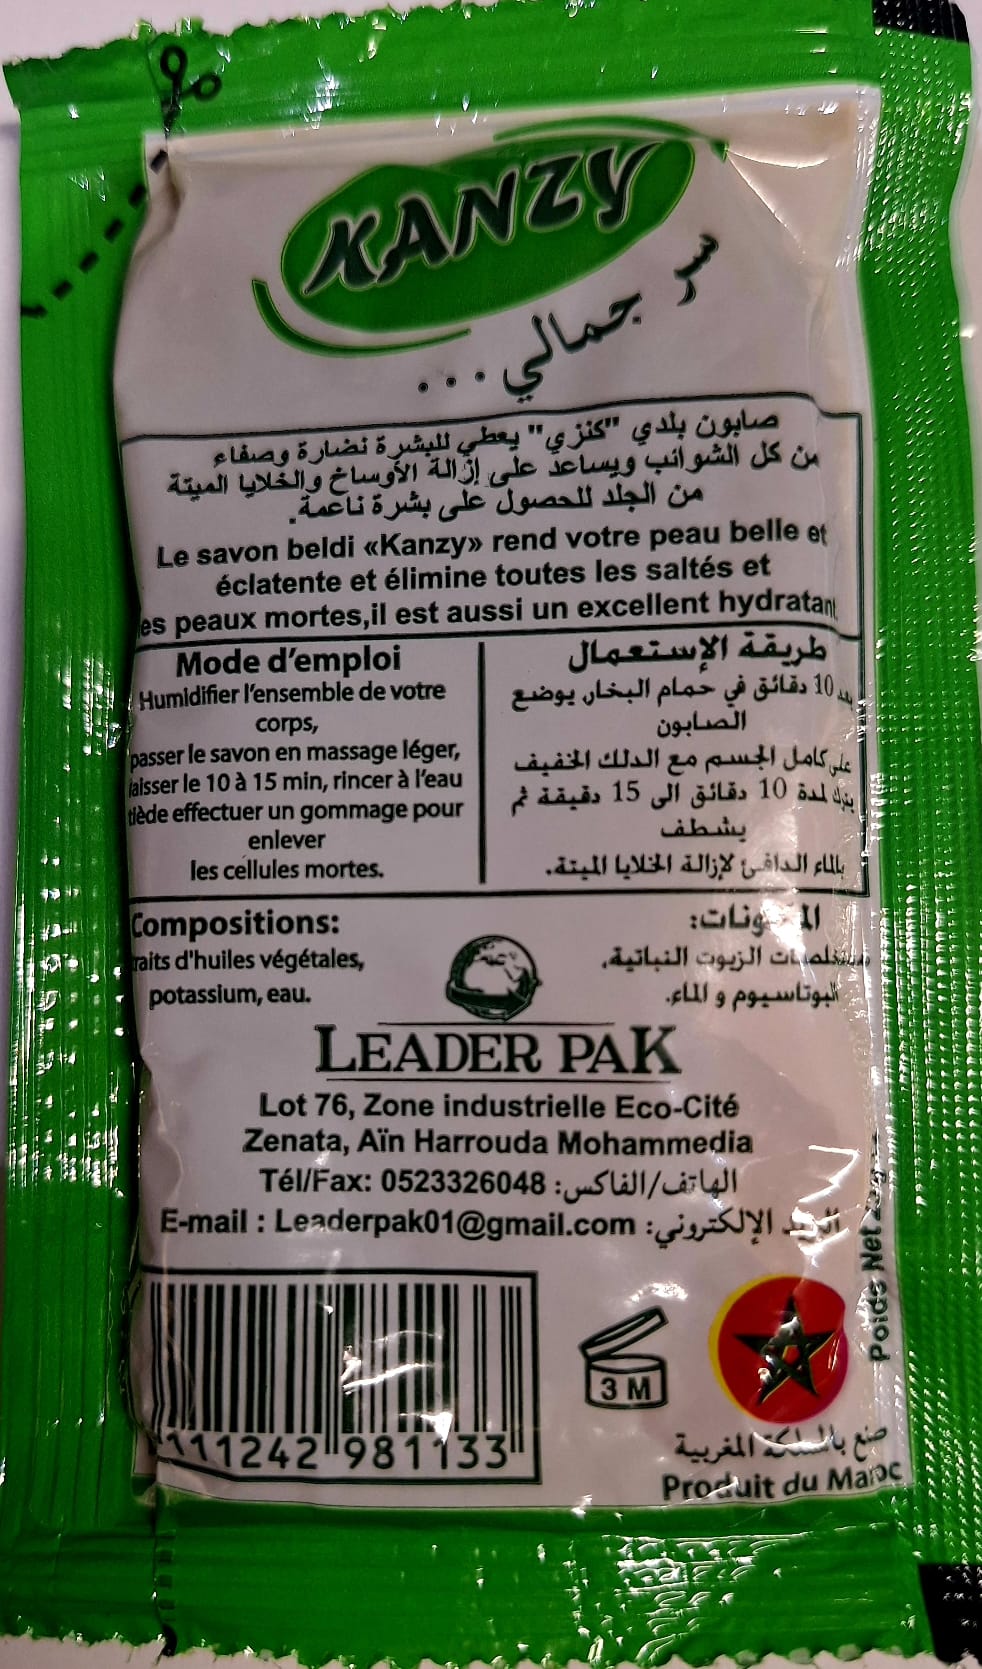 KANZY
سر جمالي...
صابون بلدي "كنزي" يعطي للبشرة نضارة وصفاء
من كل الشوائب ويساعد على إزالة الأوساخ والخلايا الميتة
من الجلد للحصول على بشرة ناعمة.
Le savon beldi «Kanzy» rend votre peau belle et
éclatente et élimine toutes les saltés et
es peaux mortes,il est aussi un excellent hydratant
Mode d'emploi
Humidifier l'ensemble de votre
corps,
passer le savon en massage léger,
laisser le 10 à 15 min, rincer à l'eau
tiède effectuer un gommage pour
enlever
les cellules mortes.
طريقة الإستعمال
10 دقائق في حمام البخار، يوضع
الصابون
على كامل الجسم مع الدلك الخفيف
يترك لمدة 10 دقائق الى 15 دقيقة ثم
يشطف
بالماء الدافئ لإزالة الخلايا الميتة.
Compositions:
raits d'huiles végétales,
potassium, eau.
الزيوت النباتية،
البوتاسيوم و الماء.
LEADER PAK
Lot 76, Zone industrielle Eco-Cité
Zenata, Aïn Harrouda Mohammedia
Tél/Fax: 0523326048 :الهاتف/الفاكس
E-mail : Leaderpak01@gmail.com :الإلكتروني
111242 981133
3 M
صنع بالمملكة المغربية
Produit du Maroc
Poids Net